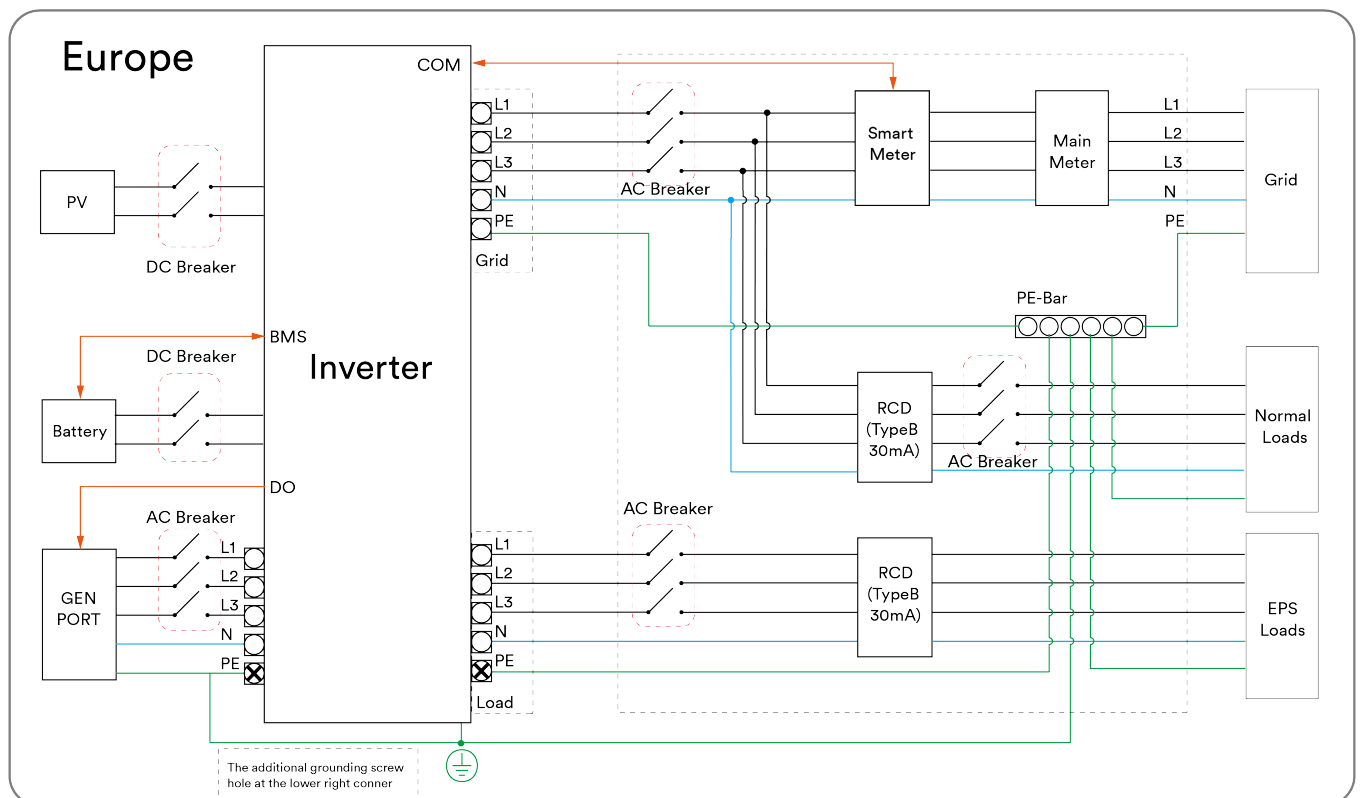 Europe
COM
L1
L2
L3
N
PE
Grid
AC Breaker
Smart
Meter
Main
Meter
L1
L2
L3
N
PE
Grid
PV
DC Breaker
PE-Bar
BMS
Inverter
DC Breaker
Battery
RCD
(TypeB
30mA)
AC Breaker
Normal
Loads
DO
AC Breaker
L1
L2
L3
N
PE
GEN
PORT
AC Breaker
L1
L2
L3
N
PE
Load
RCD
(TypeB
30mA)
EPS
Loads
The additional grounding screw
hole at the lower right conner